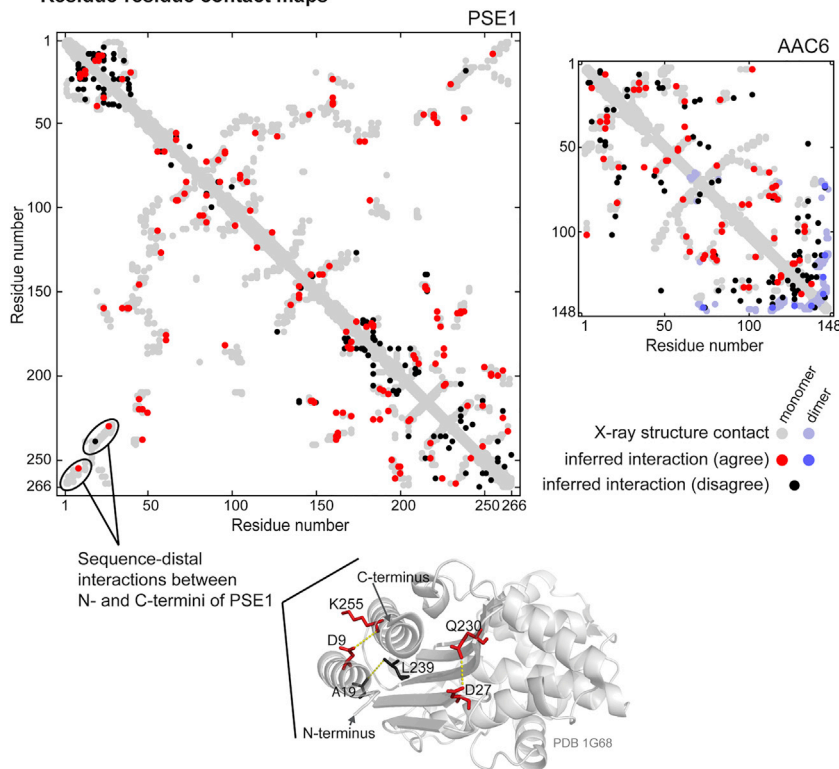 Residue-residue contact maps
PSE1
1
50
100
150
200
250
266
Residue number
1
50
100
150
200
250 266
Residue number
AAC6
1
50
100
148
1
50
100
148
Residue number
monomer
dimer
X-ray structure contact
inferred interaction (agree)
inferred interaction (disagree)
Sequence-distal
interactions between
N- and C-termini of PSE1
C-terminus
K255
Q230
D9
L239
A19
D27
N-terminus
PDB 1G68